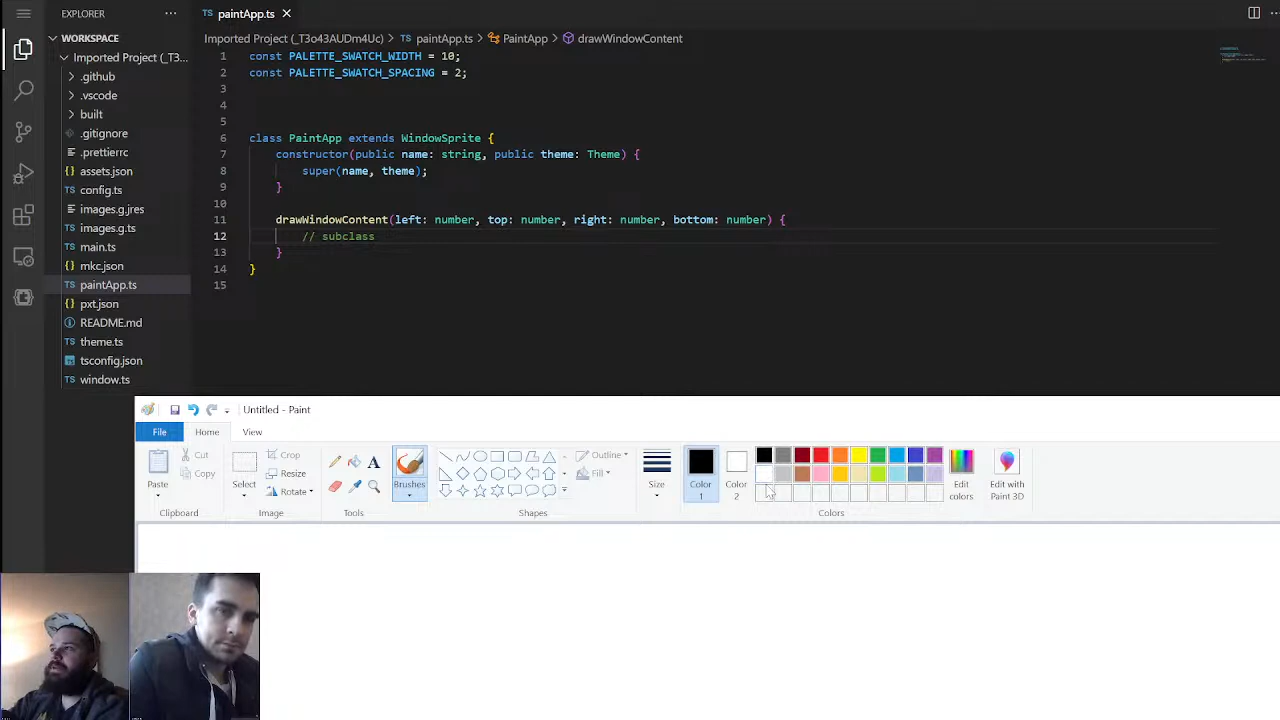 EXPLORER
WORKSPACE
Imported Project (_T3...
.github
.vscode
built
.gitignore
.prettierrc
assets.json
config.ts
images.g.jres
images.g.ts
main.ts
mkc.json
paintApp.ts
pxt.json
README.md
theme.ts
tsconfig.json
window.ts
TS paintApp.ts
Imported Project (_T3o43AUDm4Uc) > TS paintApp.ts > PaintApp > drawWindowContent
1 const PALETTE_SWATCH_WIDTH = 10;
2 const PALETTE_SWATCH_SPACING = 2;
3
4
5
6 class PaintApp extends WindowSprite {
7 constructor(public name: string, public theme: Theme) {
8 super(name, theme);
9 }
10
11 drawWindowContent(left: number, top: number, right: number, bottom: number) {
12 // subclass
13 }
14 }
15
Untitled - Paint
File Home View
Paste
Cut
Copy
Clipboard
Select
Crop
Resize
Rotate
Image
A
Tools
Brushes
Outline
Fill
Shapes
Size
Color 1
Color 2
Colors
Edit colors
Edit with Paint 3D